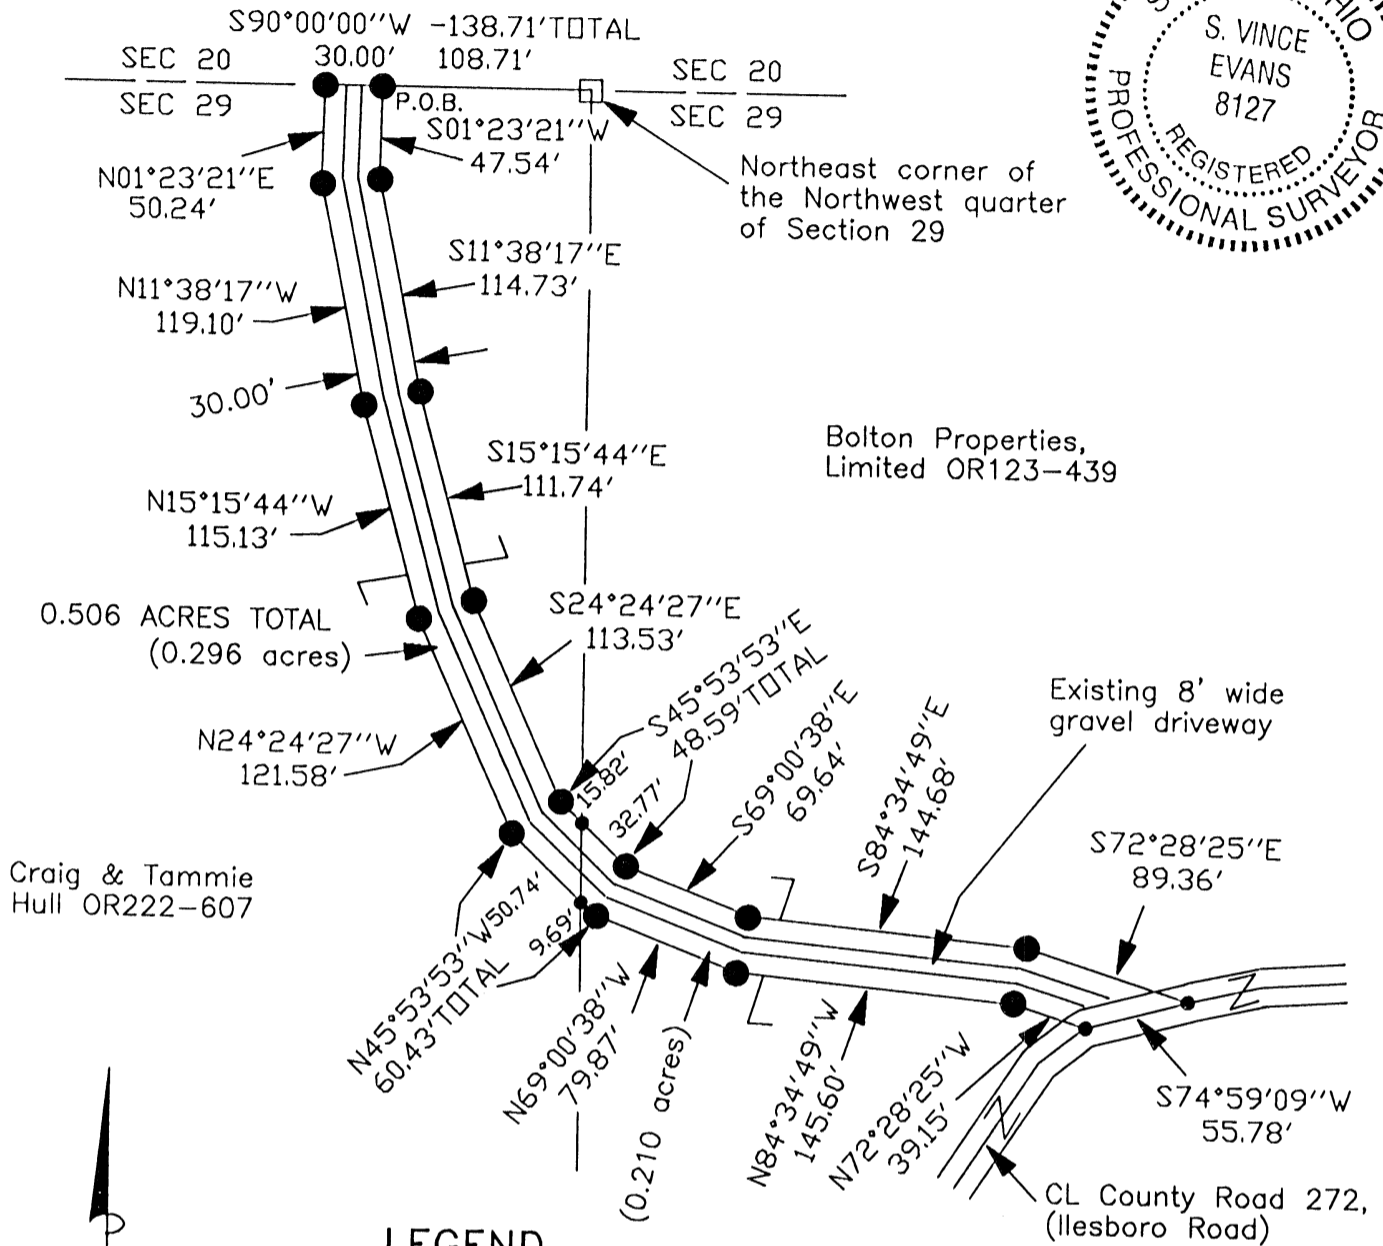 S90°00'00''W -138.71'TOTAL
30.00' 108.71'
SEC 20
SEC 29
P.O.B.
SEC 20
SEC 29
S01°23'21''W
47.54'
N01°23'21''E
50.24'
Northeast corner of
the Northwest quarter
of Section 29
S. VINCE
EVANS
8127
REGISTERED
PROFESSIONAL SURVEYOR
S11°38'17''E
114.73'
N11°38'17''W
119.10'
30.00'
Bolton Properties,
Limited OR123-439
S15°15'44''E
111.74'
N15°15'44''W
115.13'
0.506 ACRES TOTAL
(0.296 acres)
S24°24'27''E
113.53'
S45°53'53''E
48.59'TOTAL
15.82'
32.77'
S69°00'38''E
69.64'
S84°34'49''E
144.68'
Existing 8' wide
gravel driveway
N24°24'27''W
121.58'
S72°28'25''E
89.36'
Craig & Tammie
Hull OR222-607
N45°53'53''W
60.43'TOTAL
50.74'
9.69'
N69°00'38''W
79.87'
(0.210 acres)
N84°34'49''W
145.60'
N72°28'25''W
39.15'
S74°59'09''W
55.78'
CL County Road 272,
(Ilesboro Road)
LEGEND